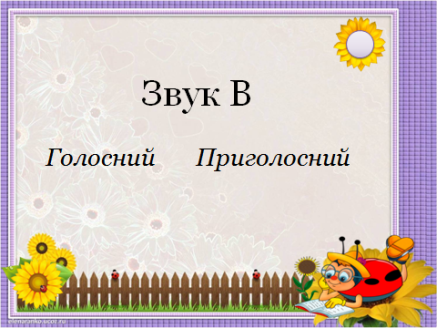 Звук В
Голосний Приголосний